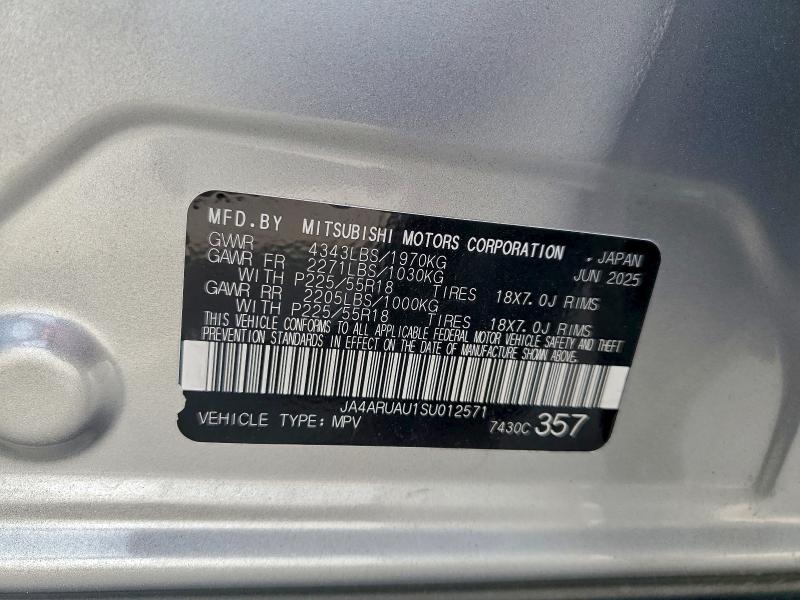 MFD.BY MITSUBISHI MOTORS CORPORATION , JAPAN
GVWR 4343LBS/1970KG JUN 2025
GAWR FR 2271LBS/1030KG
WITH P225/55R18 TIRES 18X7.0J RIMS
GAWR RR 2205LBS/1000KG
WITH P225/55R18 TIRES 18X7.0J RIMS
THIS VEHICLE CONFORMS TO ALL APPLICABLE FEDERAL MOTOR VEHICLE SAFETY AND THEFT
PREVENTION STANDARDS IN EFFECT ON THE DATE OF MANUFACTURE SHOWN ABOVE.
JA4ARUAU1SU012571
VEHICLE TYPE: MPV 7430C 357